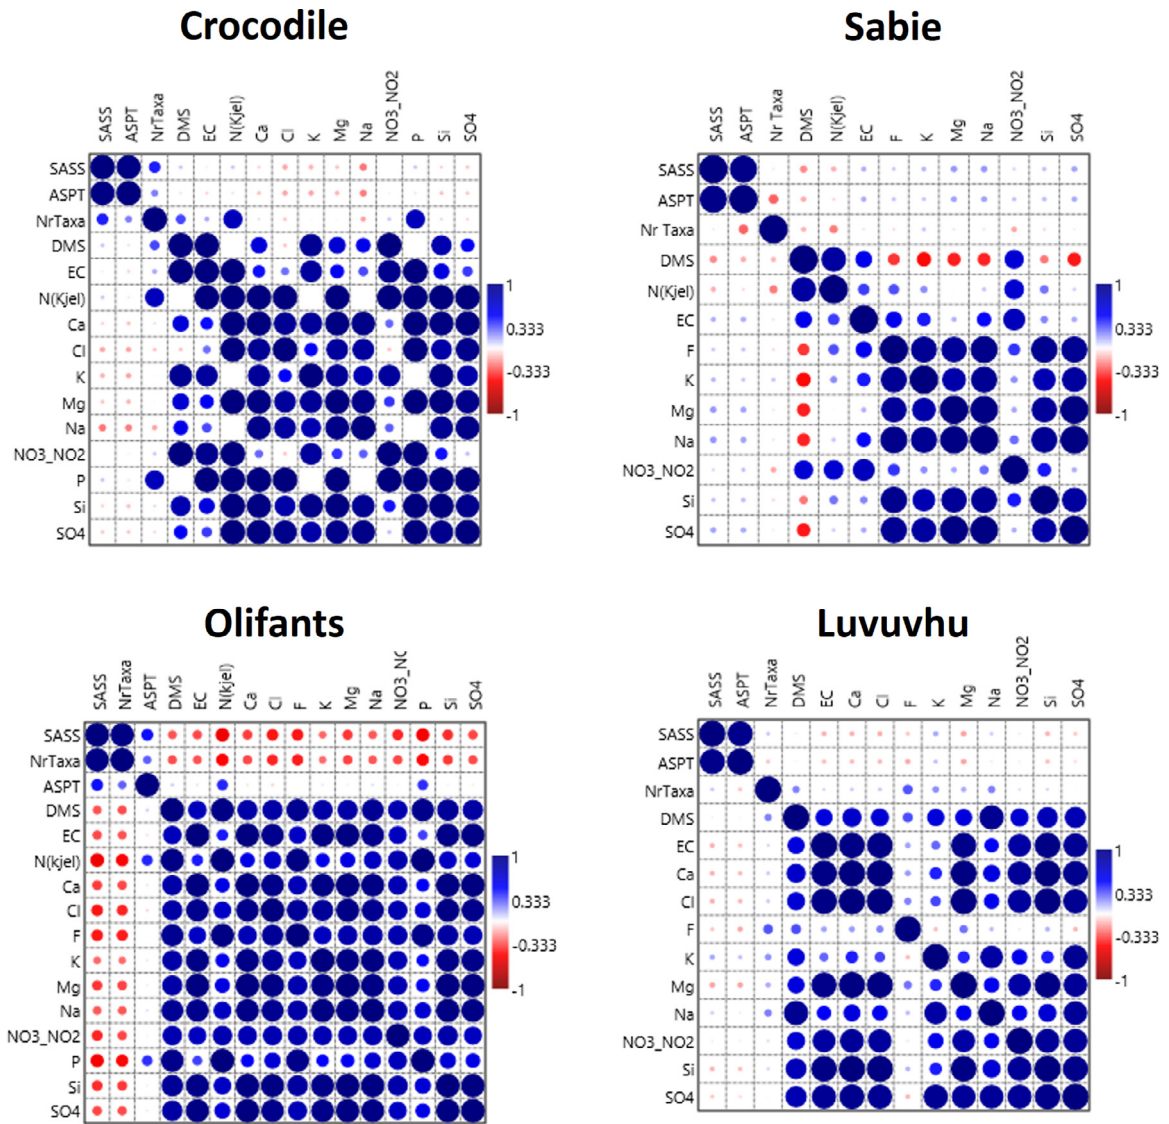 Crocodile
SASS ASPT NrTaxa DMS EC N(Kjel) Ca Cl K Mg Na NO3_NO2 P Si SO4
SASS
ASPT
NrTaxa
DMS
EC
N(Kjel)
Ca
Cl
K
Mg
Na
NO3_NO2
P
Si
SO4
1
0.333
-0.333
-1
Sabie
SASS ASPT Nr Taxa DMS N(Kjel) EC F K Mg Na NO3_NO2 Si SO4
SASS
ASPT
Nr Taxa
DMS
N(Kjel)
EC
F
K
Mg
Na
NO3_NO2
Si
SO4
1
0.333
-0.333
-1
Olifants
SASS NrTaxa ASPT DMS EC N(kjel) Ca Cl F K Mg Na NO3_NC P Si SO4
SASS
NrTaxa
ASPT
DMS
EC
N(kjel)
Ca
Cl
F
K
Mg
Na
NO3_NO2
P
Si
SO4
1
0.333
-0.333
-1
Luvuvhu
SASS ASPT NrTaxa DMS EC Ca Cl F K Mg Na NO3_NO2 Si SO4
SASS
ASPT
NrTaxa
DMS
EC
Ca
Cl
F
K
Mg
Na
NO3_NO2
Si
SO4
1
0.333
-0.333
-1